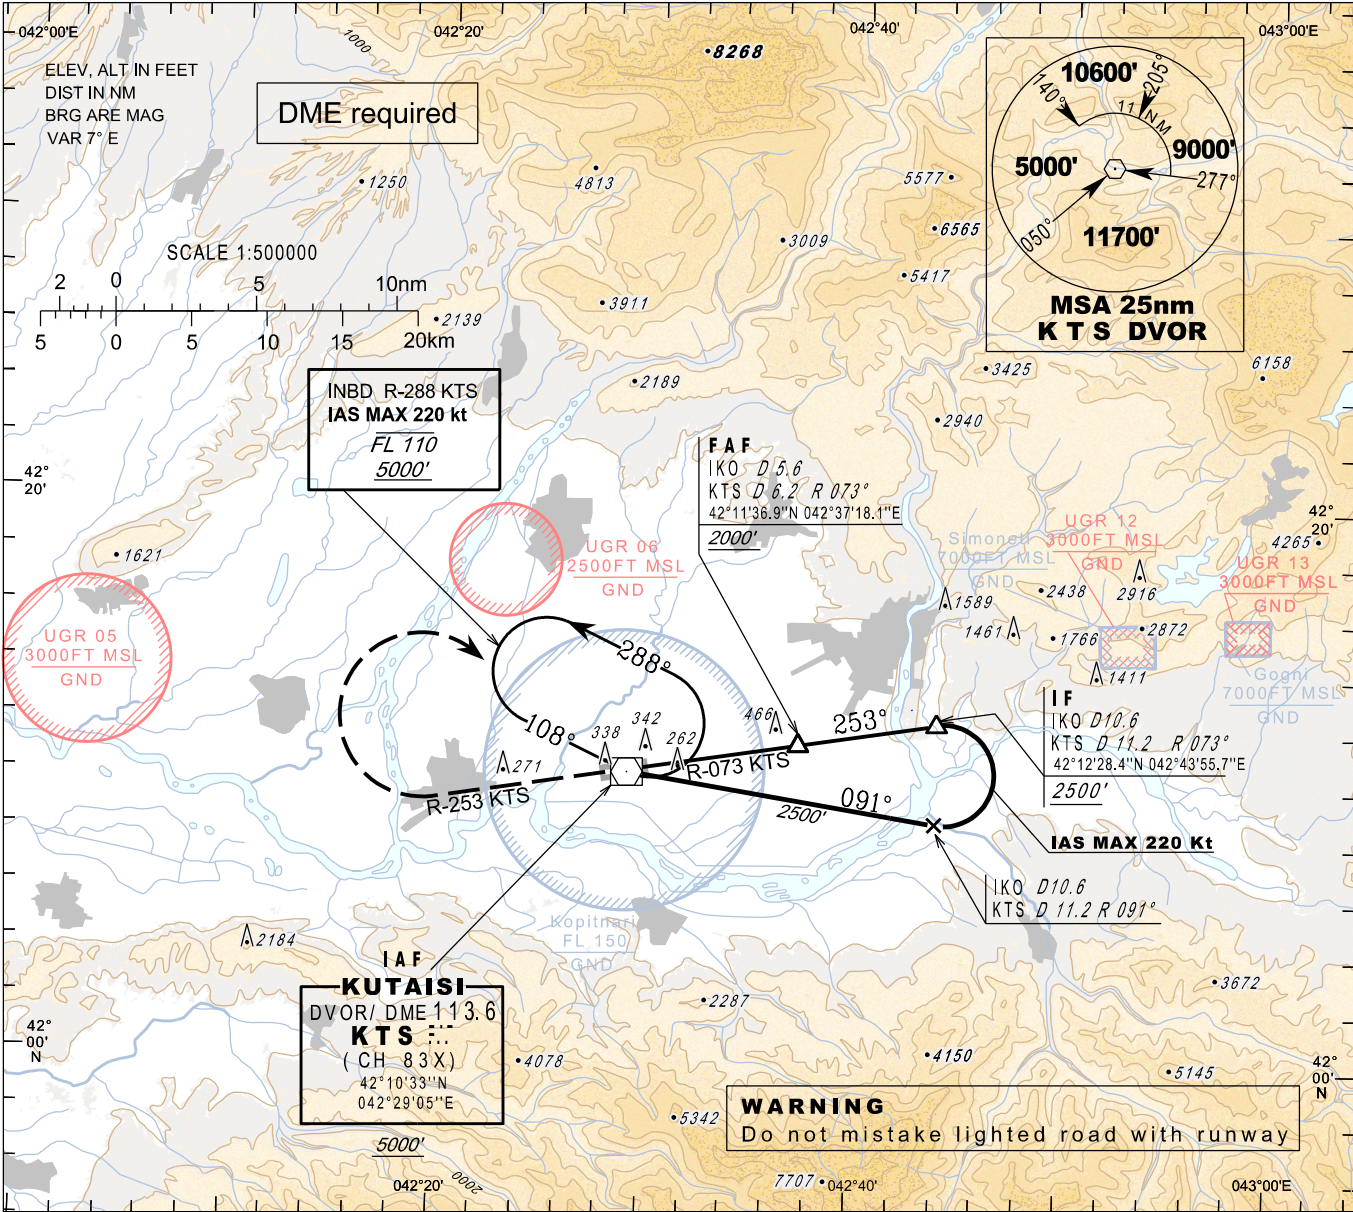 042°00'E
042°20'
042°40'
043°00'E
ELEV, ALT IN FEET
DIST IN NM
BRG ARE MAG
VAR 7° E
DME required
1000
8268
10600'
140°
205°
11 NM
5000'
9000'
277°
050°
11700'
MSA 25nm
KTS DVOR
1250
4813
5577
6565
3009
5417
SCALE 1:500000
2 0 5 10nm
5 0 5 10 15 20km
3911
2139
2189
3425
6158
2940
INBD R-288 KTS
IAS MAX 220 kt
FL 110
5000'
42°
20'
FAF
IKO D 5.6
KTS D 6.2 R 073°
42°11'36.9"N 042°37'18.1"E
2000'
42°
20'
4265
1621
UGR 06
2500FT MSL
GND
Simoneti
7000FT MSL
GND
UGR 12
3000FT MSL
GND
UGR 13
3000FT MSL
GND
2438
2916
1589
1461
1766
2872
1411
UGR 05
3000FT MSL
GND
Gogni
7000FT MSL
GND
288°
108°
338
342
262
466
271
253°
R-073 KTS
R-253 KTS
091°
2500'
IF
IKO D10.6
KTS D 11.2 R 073°
42°12'28.4"N 042°43'55.7"E
2500'
IAS MAX 220 Kt
IKO D10.6
KTS D 11.2 R 091°
Kopitnari
FL 150
GND
2184
IAF
KUTAISI
DVOR/ DME 113.6
KTS
(CH 83X)
42°10'33''N
042°29'05''E
5000'
42°
00'
N
2287
3672
4078
4150
5145
42°
00'
N
5342
WARNING
Do not mistake lighted road with runway
7707
042°20'
2000
042°40'
043°00'E